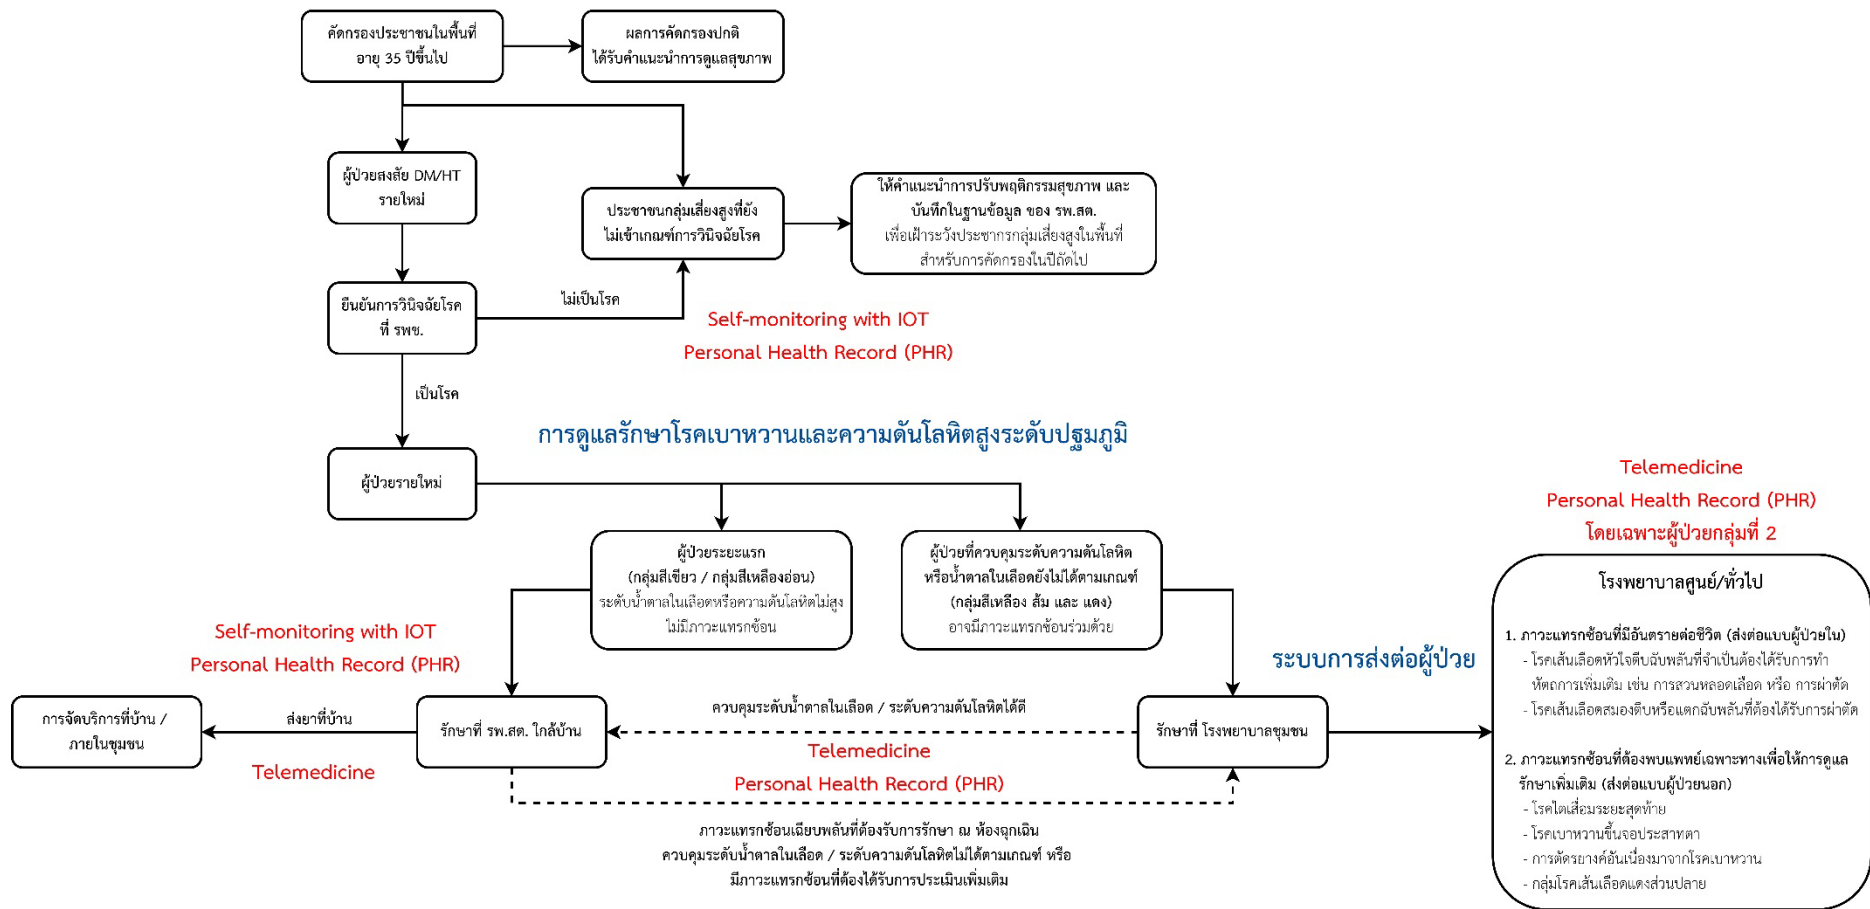 คัดกรองประชาชนในพื้นที่
อายุ 35 ปีขึ้นไป
ผลการคัดกรองปกติ
ได้รับคำแนะนำการดูแลสุขภาพ
ผู้ป่วยสงสัย DM/HT
รายใหม่
ประชาชนกลุ่มเสี่ยงสูงที่ยัง
ไม่เข้าเกณฑ์การวินิจฉัยโรค
ให้คำแนะนำการปรับพฤติกรรมสุขภาพ และ
บันทึกในฐานข้อมูล ของ รพ.สต.
เพื่อเฝ้าระวังประชากรกลุ่มเสี่ยงสูงในพื้นที่
สำหรับการคัดกรองในปีถัดไป
ยืนยันการวินิจฉัยโรค
ที่ รพช.
ไม่เป็นโรค
Self-monitoring with IOT
Personal Health Record (PHR)
เป็นโรค
การดูแลรักษาโรคเบาหวานและความดันโลหิตสูงระดับปฐมภูมิ
ผู้ป่วยรายใหม่
ผู้ป่วยระยะแรก
(กลุ่มสีเขียว / กลุ่มสีเหลืองอ่อน)
ระดับน้ำตาลในเลือดหรือความดันโลหิตไม่สูง
ไม่มีภาวะแทรกซ้อน
ผู้ป่วยที่ควบคุมระดับความดันโลหิต
หรือน้ำตาลในเลือดยังไม่ได้ตามเกณฑ์
(กลุ่มสีเหลือง ส้ม และ แดง)
อาจมีภาวะแทรกซ้อนร่วมด้วย
Self-monitoring with IOT
Personal Health Record (PHR)
การจัดบริการที่บ้าน /
ภายในชุมชน
ส่งยาที่บ้าน
Telemedicine
รักษาที่ รพ.สต. ใกล้บ้าน
ควบคุมระดับน้ำตาลในเลือด / ระดับความดันโลหิตได้ดี
Telemedicine
Personal Health Record (PHR)
ภาวะแทรกซ้อนเฉียบพลันที่ต้องรับการรักษา ณ ห้องฉุกเฉิน
ควบคุมระดับน้ำตาลในเลือด / ระดับความดันโลหิตไม่ได้ตามเกณฑ์ หรือ
มีภาวะแทรกซ้อนที่ต้องได้รับการประเมินเพิ่มเติม
รักษาที่ โรงพยาบาลชุมชน
ระบบการส่งต่อผู้ป่วย
Telemedicine
Personal Health Record (PHR)
โดยเฉพาะผู้ป่วยกลุ่มที่ 2
โรงพยาบาลศูนย์/ทั่วไป
1. ภาวะแทรกซ้อนที่มีอันตรายต่อชีวิต (ส่งต่อแบบผู้ป่วยใน)
- โรคเส้นเลือดหัวใจตีบฉับพลันที่จำเป็นต้องได้รับการทำ
หัตถการเพิ่มเติม เช่น การสวนหลอดเลือด หรือ การผ่าตัด
- โรคเส้นเลือดสมองตีบหรือแตกฉับพลันที่ต้องได้รับการผ่าตัด
2. ภาวะแทรกซ้อนที่ต้องพบแพทย์เฉพาะทางเพื่อให้การดูแล
รักษาเพิ่มเติม (ส่งต่อแบบผู้ป่วยนอก)
- โรคไตเสื่อมระยะสุดท้าย
- โรคเบาหวานขึ้นจอประสาทตา
- การตัดรยางค์อันเนื่องมาจากโรคเบาหวาน
- กลุ่มโรคเส้นเลือดแดงส่วนปลาย